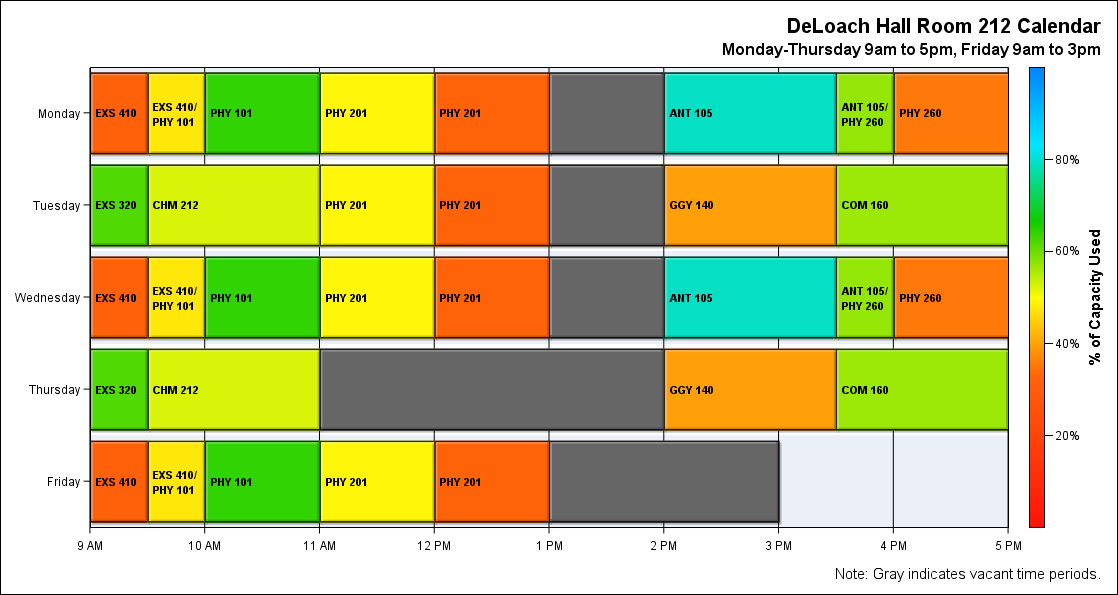 DeLoach Hall Room 212 Calendar
Monday-Thursday 9am to 5pm, Friday 9am to 3pm
Monday
EXS 410
EXS 410/
PHY 101
PHY 101
PHY 201
PHY 201
ANT 105
ANT 105/
PHY 260
PHY 260
Tuesday
EXS 320
CHM 212
PHY 201
PHY 201
GGY 140
COM 160
Wednesday
EXS 410
EXS 410/
PHY 101
PHY 101
PHY 201
PHY 201
ANT 105
ANT 105/
PHY 260
PHY 260
Thursday
EXS 320
CHM 212
GGY 140
COM 160
Friday
EXS 410
EXS 410/
PHY 101
PHY 101
PHY 201
PHY 201
9 AM
10 AM
11 AM
12 PM
1 PM
2 PM
3 PM
4 PM
5 PM
80%
60%
40%
20%
% of Capacity Used
Note: Gray indicates vacant time periods.